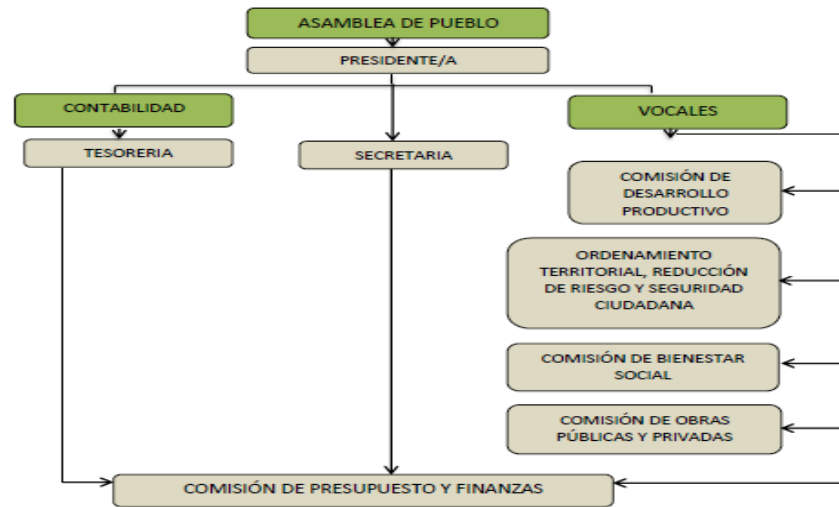 ASAMBLEA DE PUEBLO
PRESIDENTE/A
CONTABILIDAD
VOCALES
TESORERIA
SECRETARIA
COMISIÓN DE
DESARROLLO
PRODUCTIVO
ORDENAMIENTO
TERRITORIAL, REDUCCIÓN
DE RIESGO Y SEGURIDAD
CIUDADANA
COMISIÓN DE BIENESTAR
SOCIAL
COMISIÓN DE OBRAS
PÚBLICAS Y PRIVADAS
COMISIÓN DE PRESUPUESTO Y FINANZAS